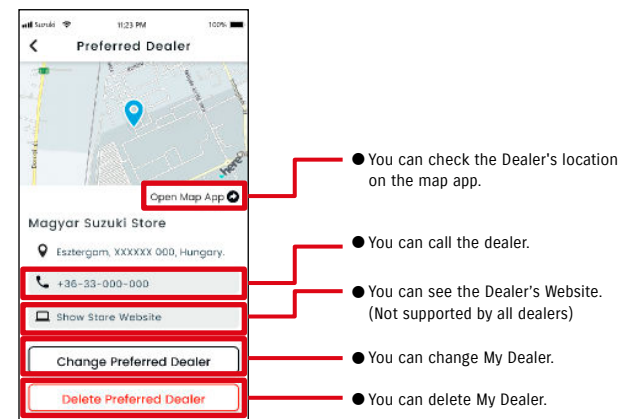 Suzuki 11:23 PM 100%
Preferred Dealer
here
Open Map App
Magyar Suzuki Store
Esztergom, XXXXXX 000, Hungary.
+36-33-000-000
Show Store Website
Change Preferred Dealer
Delete Preferred Dealer
● You can check the Dealer's location
on the map app.
● You can call the dealer.
● You can see the Dealer's Website.
(Not supported by all dealers)
● You can change My Dealer.
● You can delete My Dealer.